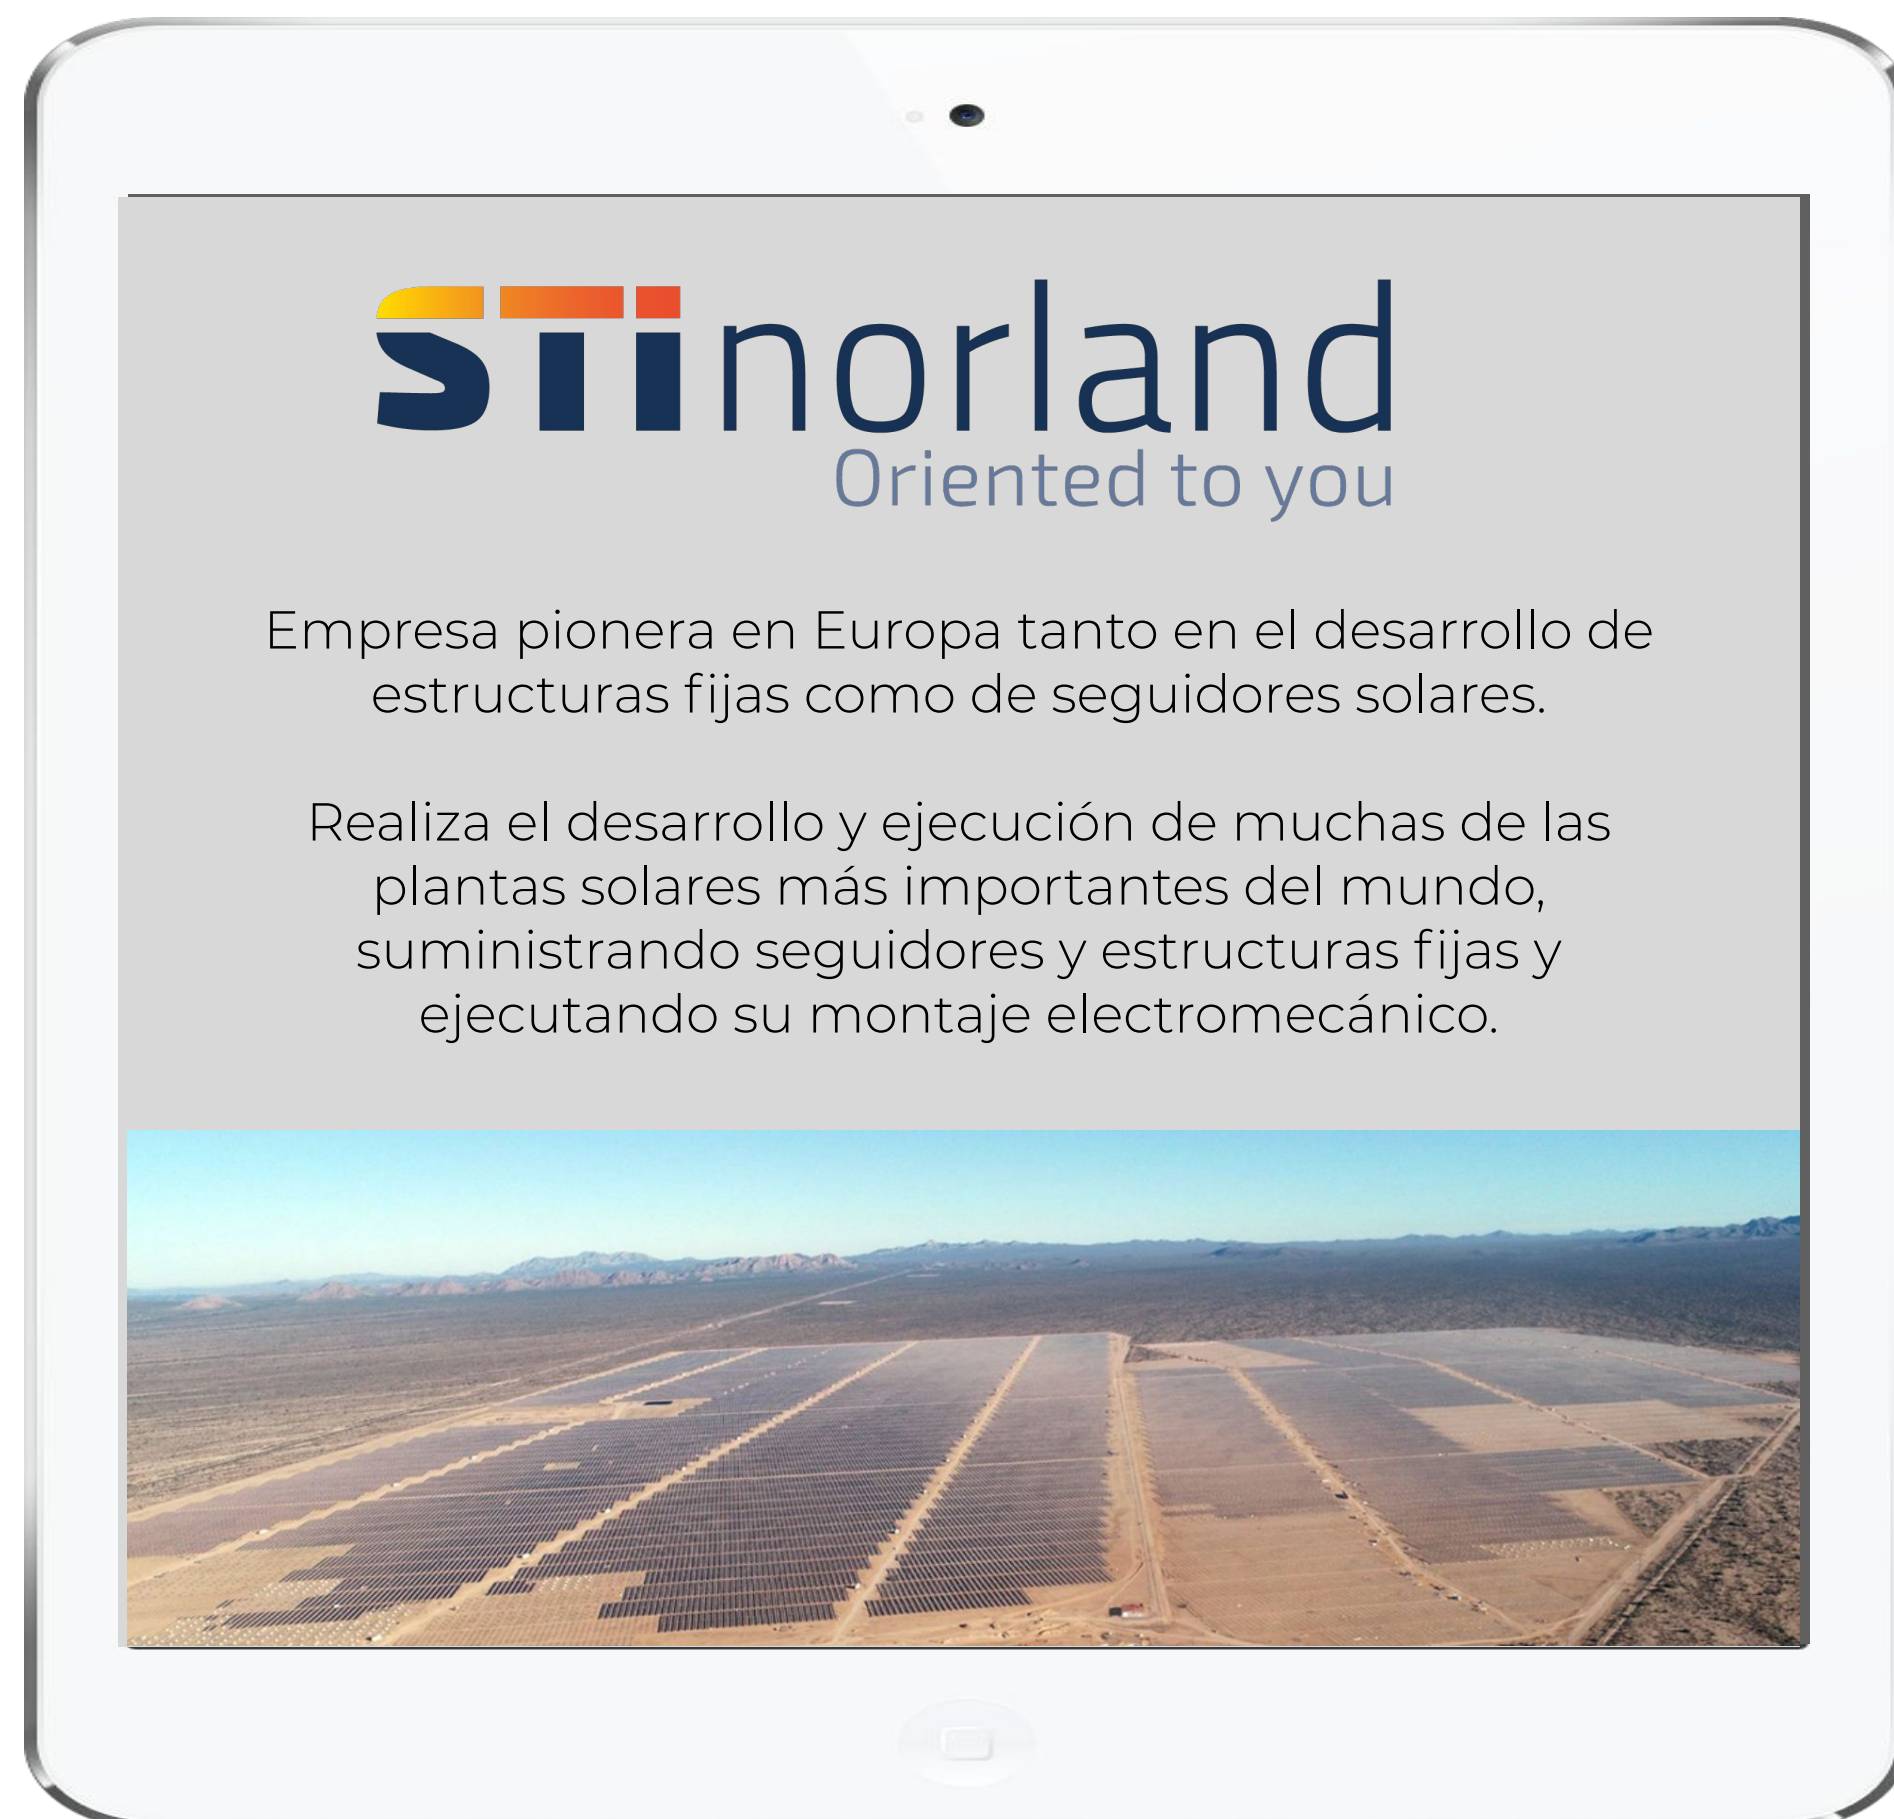 STinorland
Oriented to you
Empresa pionera en Europa tanto en el desarrollo de
estructuras fijas como de seguidores solares.
Realiza el desarrollo y ejecución de muchas de las
plantas solares más importantes del mundo,
suministrando seguidores y estructuras fijas y
ejecutando su montaje electromecánico.